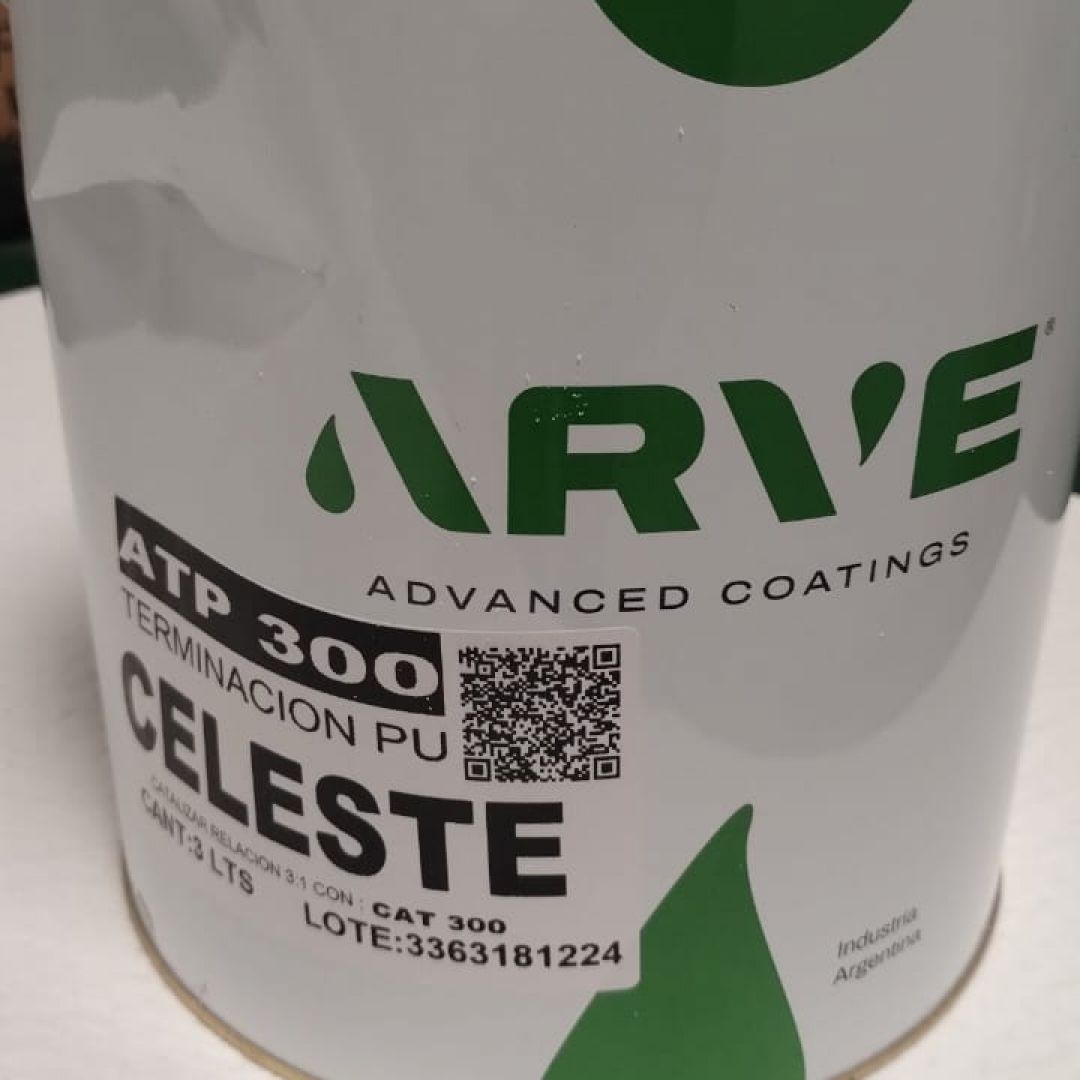 ARVE®
ADVANCED COATINGS
ATP 300
TERMINACION PU
CELESTE
CATALIZAR RELACION 3:1 CON : CAT 300
CANT:3 LTS
LOTE:3363181224
Industria
Argentina